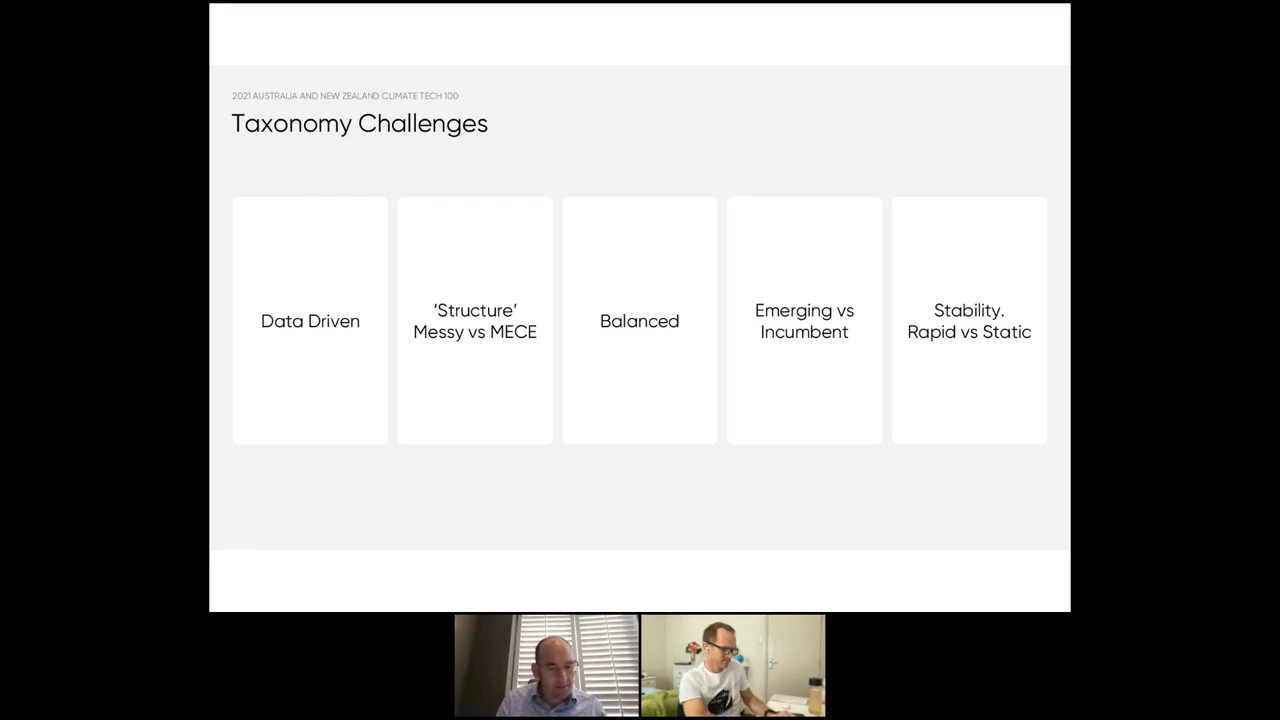 2021 AUSTRALIA AND NEW ZEALAND CLIMATE TECH 100
Taxonomy Challenges
Data Driven
‘Structure’
Messy vs MECE
Balanced
Emerging vs
Incumbent
Stability.
Rapid vs Static